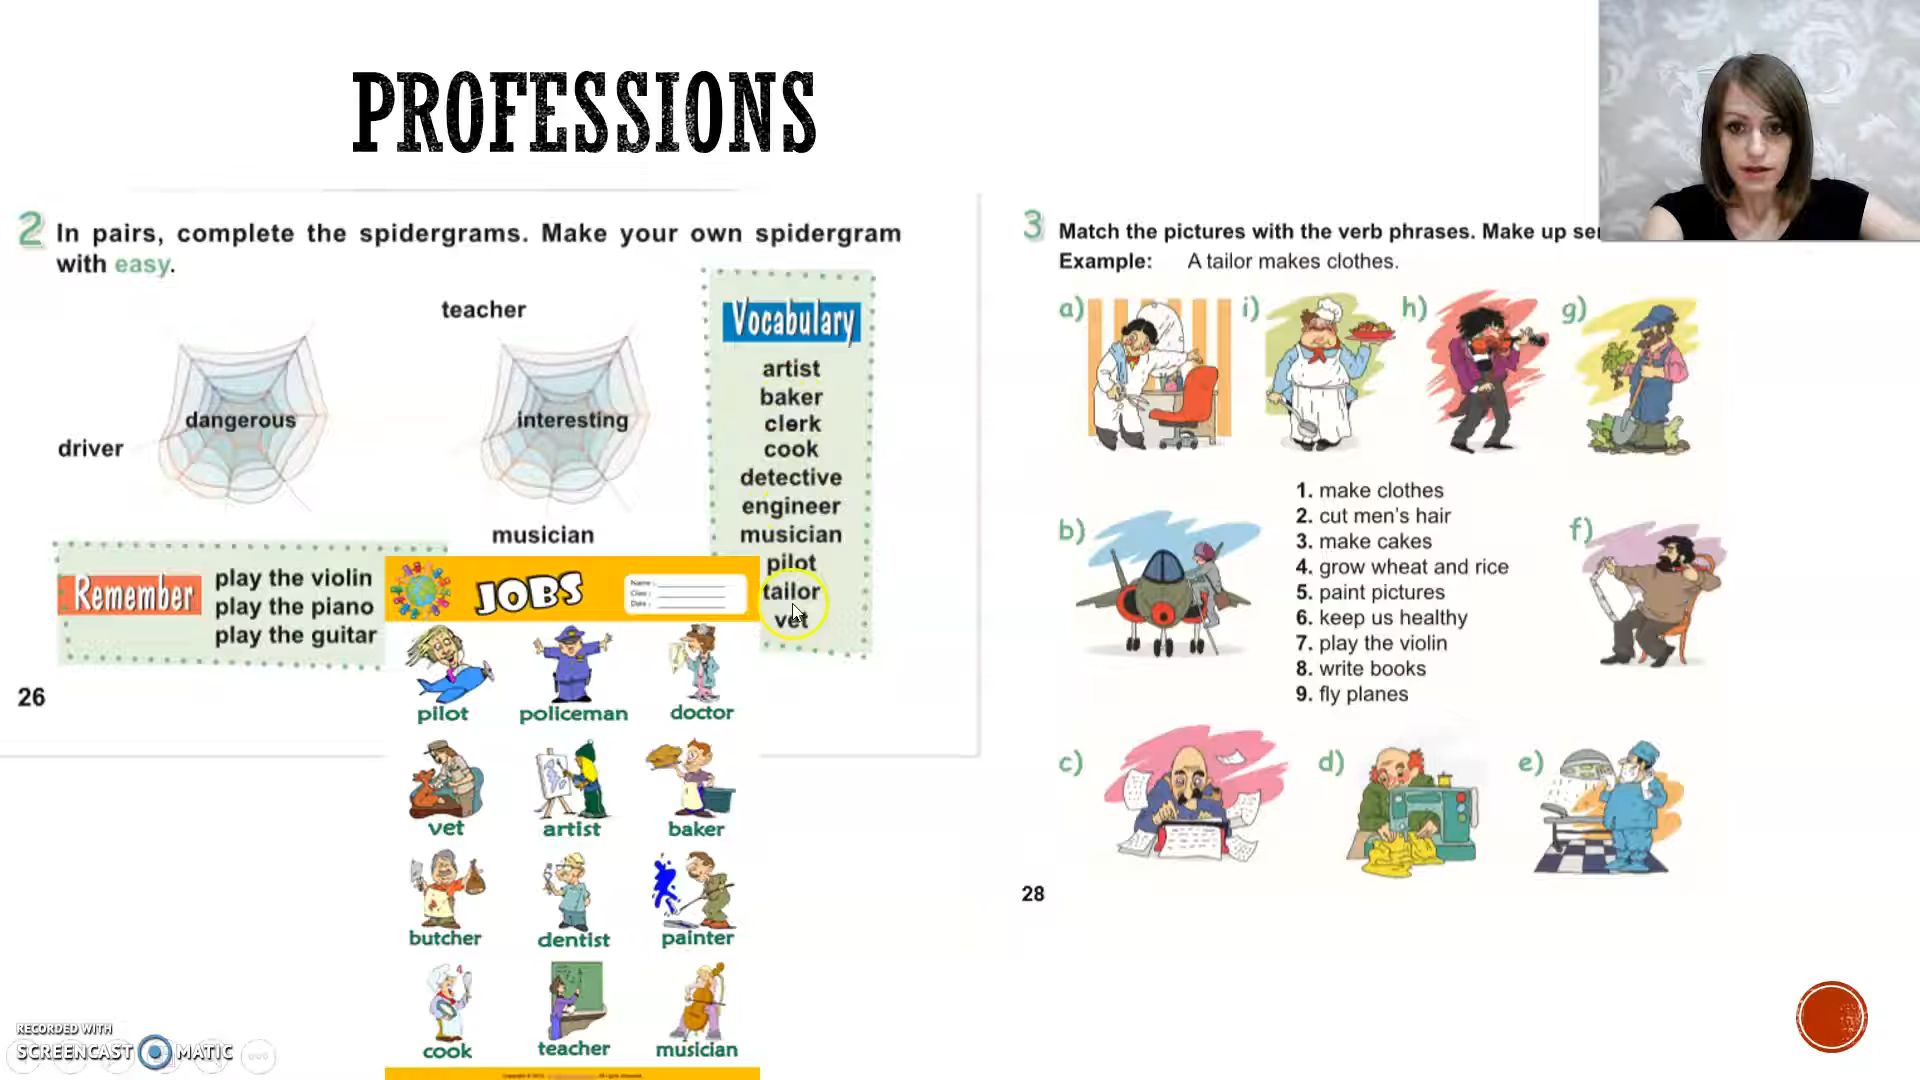 PROFESSIONS
2 In pairs, complete the spidergrams. Make your own spidergram
with easy.
teacher
dangerous
interesting
driver
musician
Vocabulary
artist
baker
clerk
cook
detective
engineer
musician
pilot
tailor
vet
Remember
play the violin
play the piano
play the guitar
26
JOBS
Name :
Class :
Date :
pilot policeman doctor
vet artist baker
butcher dentist painter
cook teacher musician
3 Match the pictures with the verb phrases. Make up
Example: A tailor makes clothes.
a) i) h) g)
b) f)
1. make clothes
2. cut men's hair
3. make cakes
4. grow wheat and rice
5. paint pictures
6. keep us healthy
7. play the violin
8. write books
9. fly planes
c) d) e)
28
RECORDED WITH
SCREENCAST MATIC